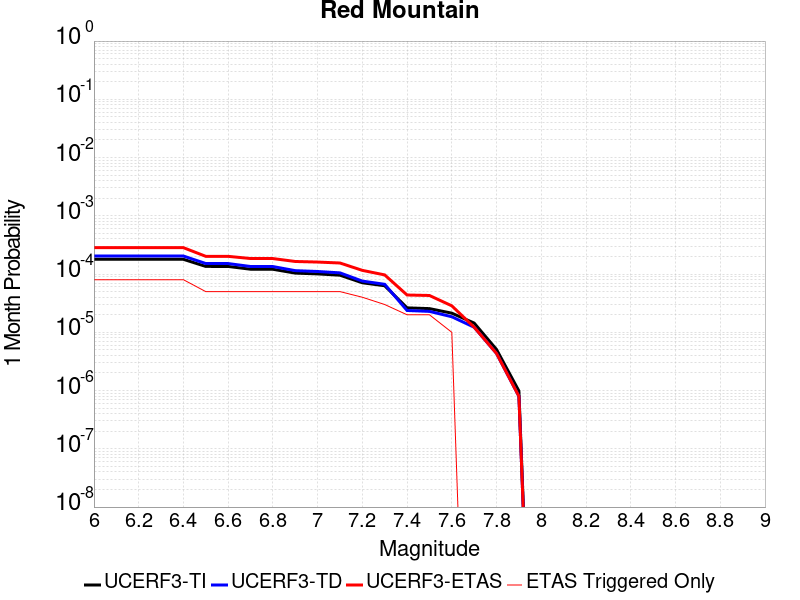 Red Mountain
10^0
10^-1
10^-2
10^-3
10^-4
10^-5
10^-6
10^-7
10^-8
1 Month Probability
6 6.2 6.4 6.6 6.8 7 7.2 7.4 7.6 7.8 8 8.2 8.4 8.6 8.8 9
Magnitude
UCERF3-TI UCERF3-TD UCERF3-ETAS ETAS Triggered Only